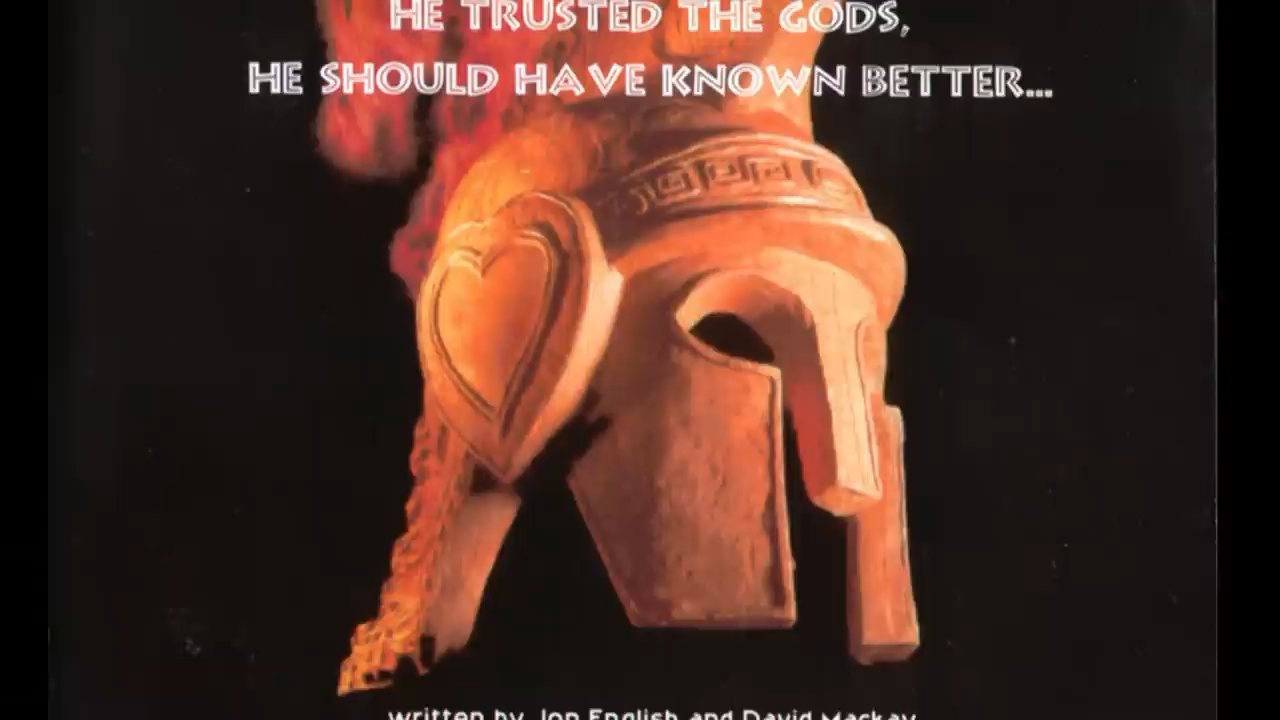 HE TRUSTED THE GODS,
HE SHOULD HAVE KNOWN BETTER...
written by Jon English and David Mackay